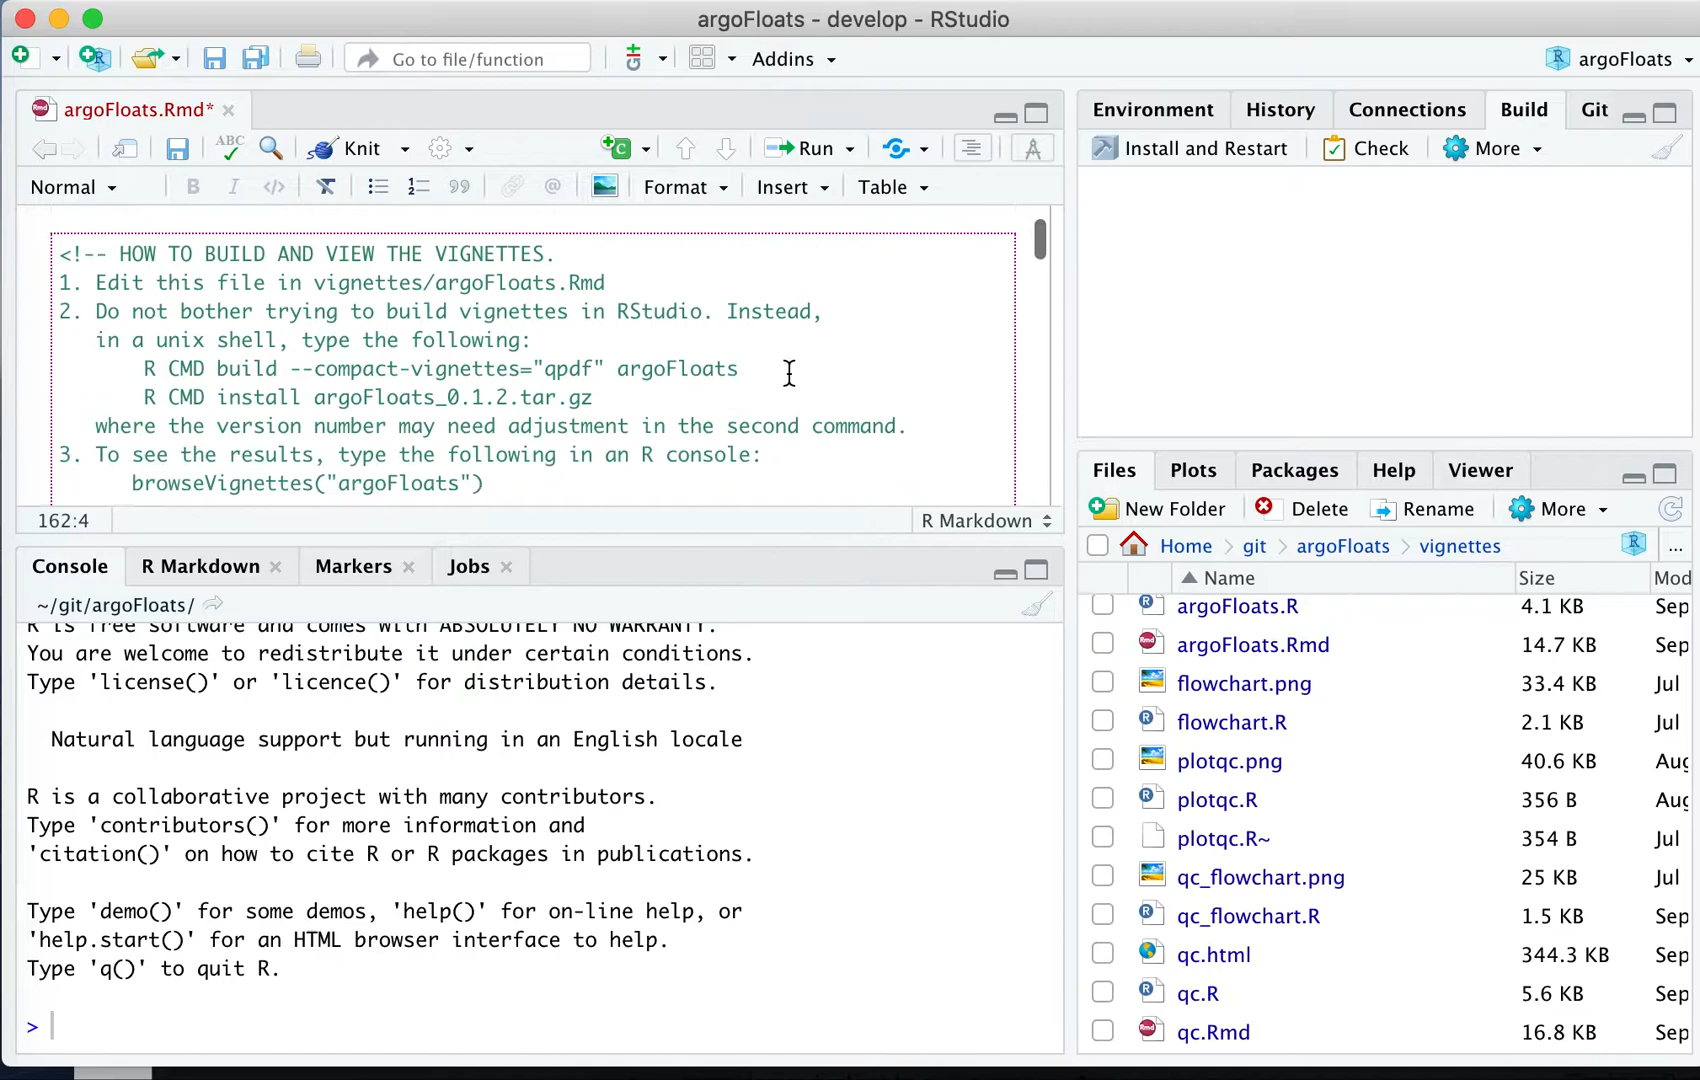 argoFloats - develop - RStudio
Go to file/function
Addins
argoFloats
argoFloats.Rmd*
ABC
Knit
Run
Normal
B I </>
Format
Insert
Table
<!-- HOW TO BUILD AND VIEW THE VIGNETTES.
1. Edit this file in vignettes/argoFloats.Rmd
2. Do not bother trying to build vignettes in RStudio. Instead,
in a unix shell, type the following:
R CMD build --compact-vignettes="qpdf" argoFloats
R CMD install argoFloats_0.1.2.tar.gz
where the version number may need adjustment in the second command.
3. To see the results, type the following in an R console:
browseVignettes("argoFloats")
162:4
R Markdown
Console
R Markdown
Markers
Jobs
~/git/argoFloats/
R is free software and comes with ABSOLUTELY NO WARRANTY.
You are welcome to redistribute it under certain conditions.
Type 'license()' or 'licence()' for distribution details.
Natural language support but running in an English locale
R is a collaborative project with many contributors.
Type 'contributors()' for more information and
'citation()' on how to cite R or R packages in publications.
Type 'demo()' for some demos, 'help()' for on-line help, or
'help.start()' for an HTML browser interface to help.
Type 'q()' to quit R.
>
Environment
History
Connections
Build
Git
Install and Restart
Check
More
Files
Plots
Packages
Help
Viewer
New Folder
Delete
Rename
More
Home > git > argoFloats > vignettes
...
Name Size Mod
argoFloats.R 4.1 KB Sep
argoFloats.Rmd 14.7 KB Sep
flowchart.png 33.4 KB Jul
flowchart.R 2.1 KB Jul
plotqc.png 40.6 KB Aug
plotqc.R 356 B Aug
plotqc.R~ 354 B Jul
qc_flowchart.png 25 KB Jul
qc_flowchart.R 1.5 KB Sep
qc.html 344.3 KB Sep
qc.R 5.6 KB Sep
qc.Rmd 16.8 KB Sep